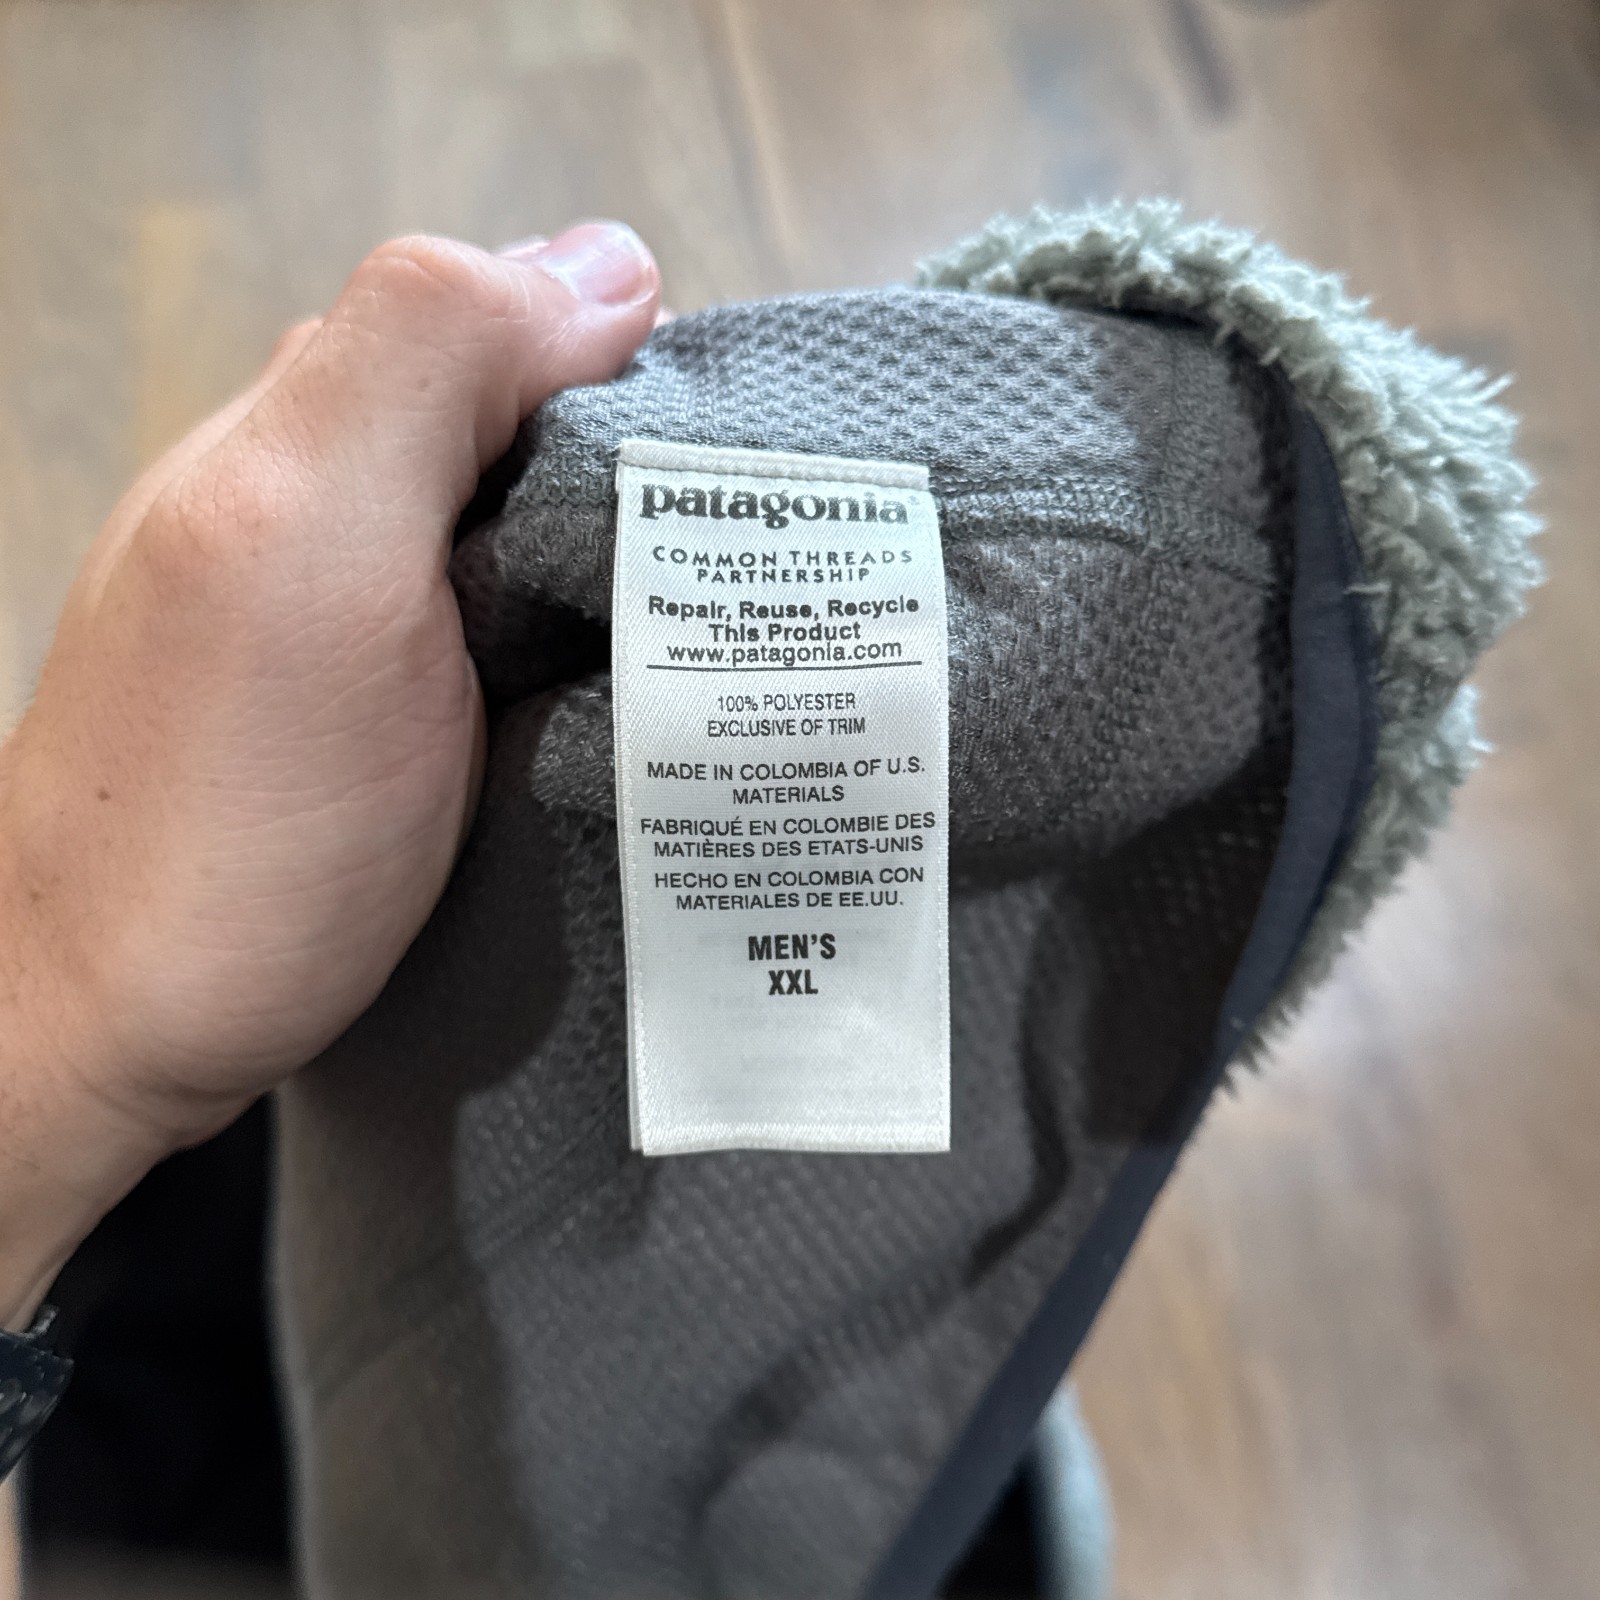 patagonia®
COMMON THREADS
PARTNERSHIP
Repair, Reuse, Recycle
This Product
www.patagonia.com
100% POLYESTER
EXCLUSIVE OF TRIM
MADE IN COLOMBIA OF U.S.
MATERIALS
FABRIQUÉ EN COLOMBIE DES
MATIÈRES DES ETATS-UNIS
HECHO EN COLOMBIA CON
MATERIALES DE EE.UU.
MEN'S
XXL